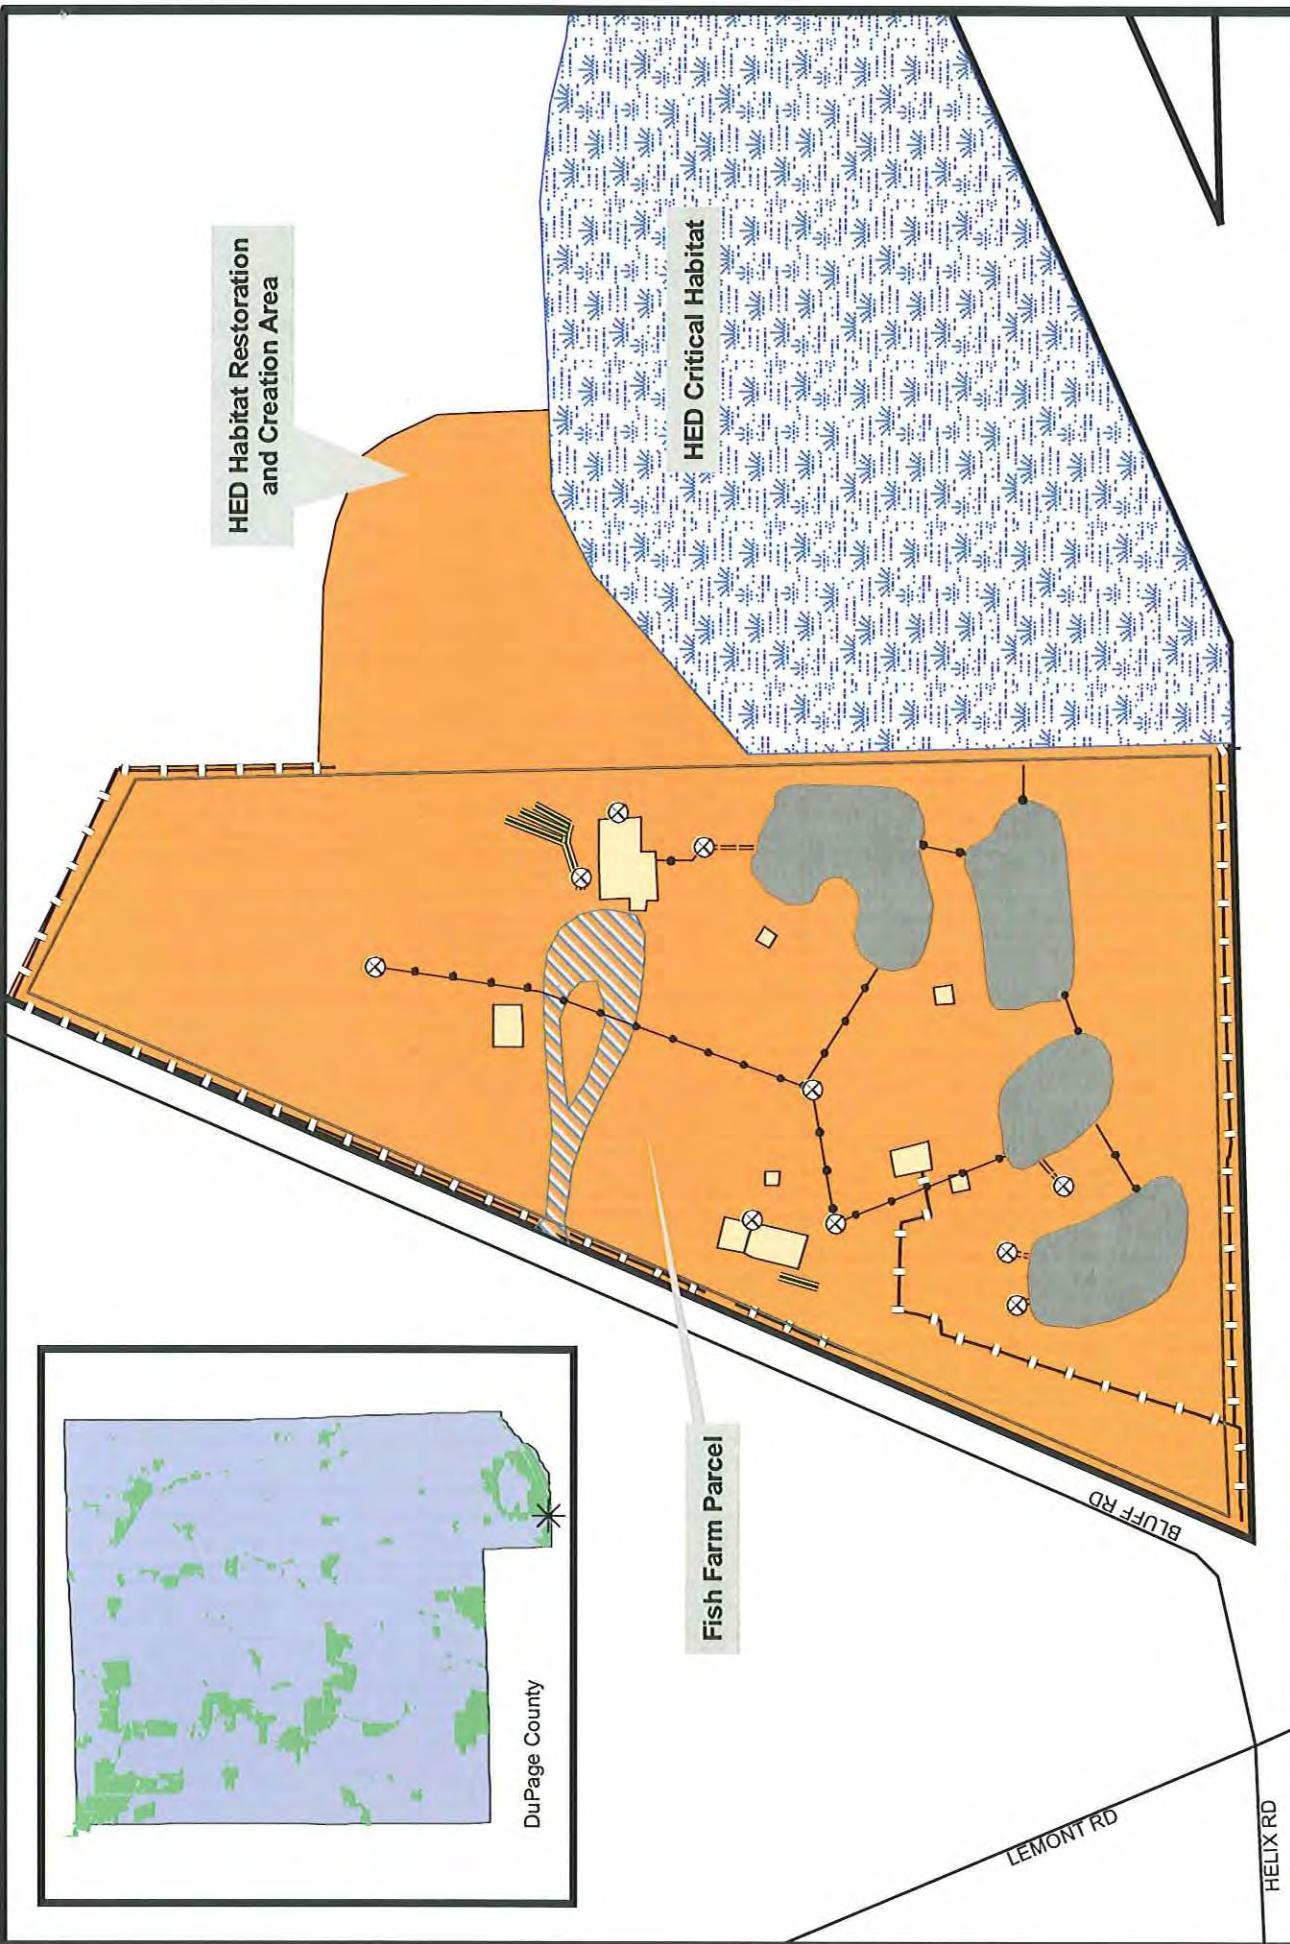 HED Habitat Restoration
and Creation Area
HED Critical Habitat
Fish Farm Parcel
DuPage County
BLUFF RD
LEMONT RD
HELIX RD